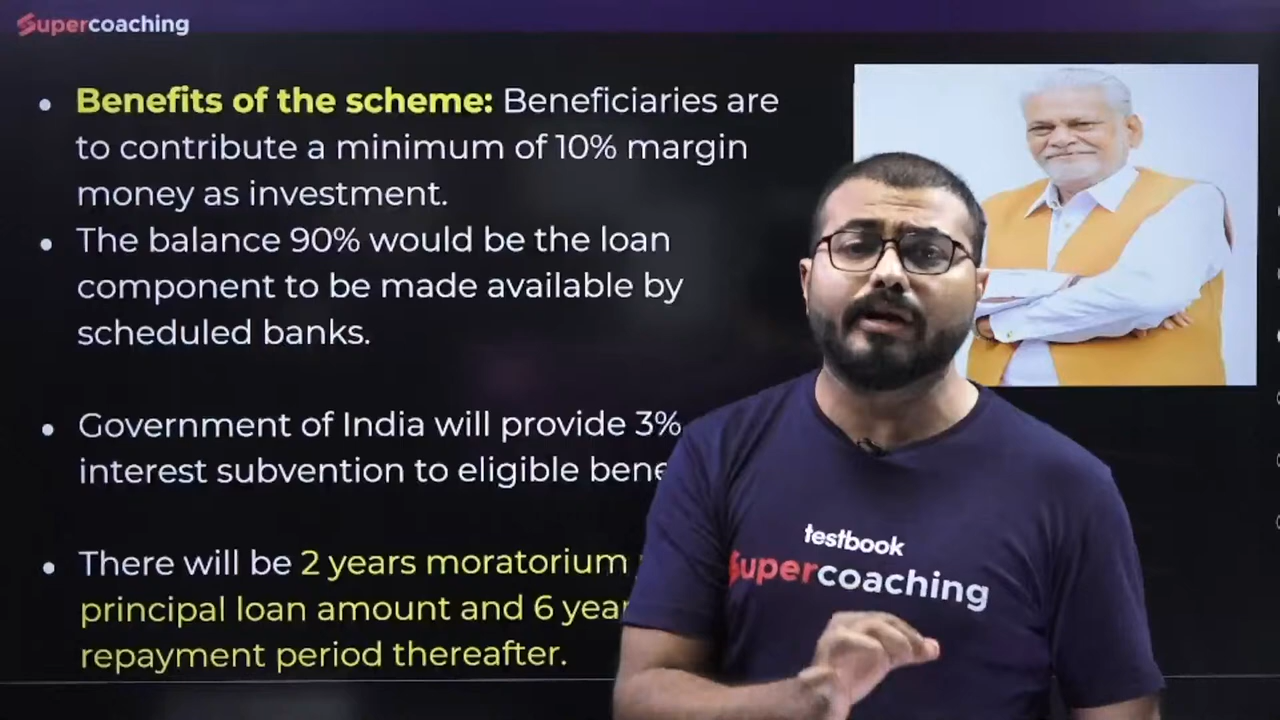 Supercoaching
• Benefits of the scheme: Beneficiaries are
to contribute a minimum of 10% margin
money as investment.
• The balance 90% would be the loan
component to be made available by
scheduled banks.
• Government of India will provide 3%
interest subvention to eligible
• There will be 2 years moratorium
principal loan amount and 6
repayment period thereafter.
testbook
Supercoaching